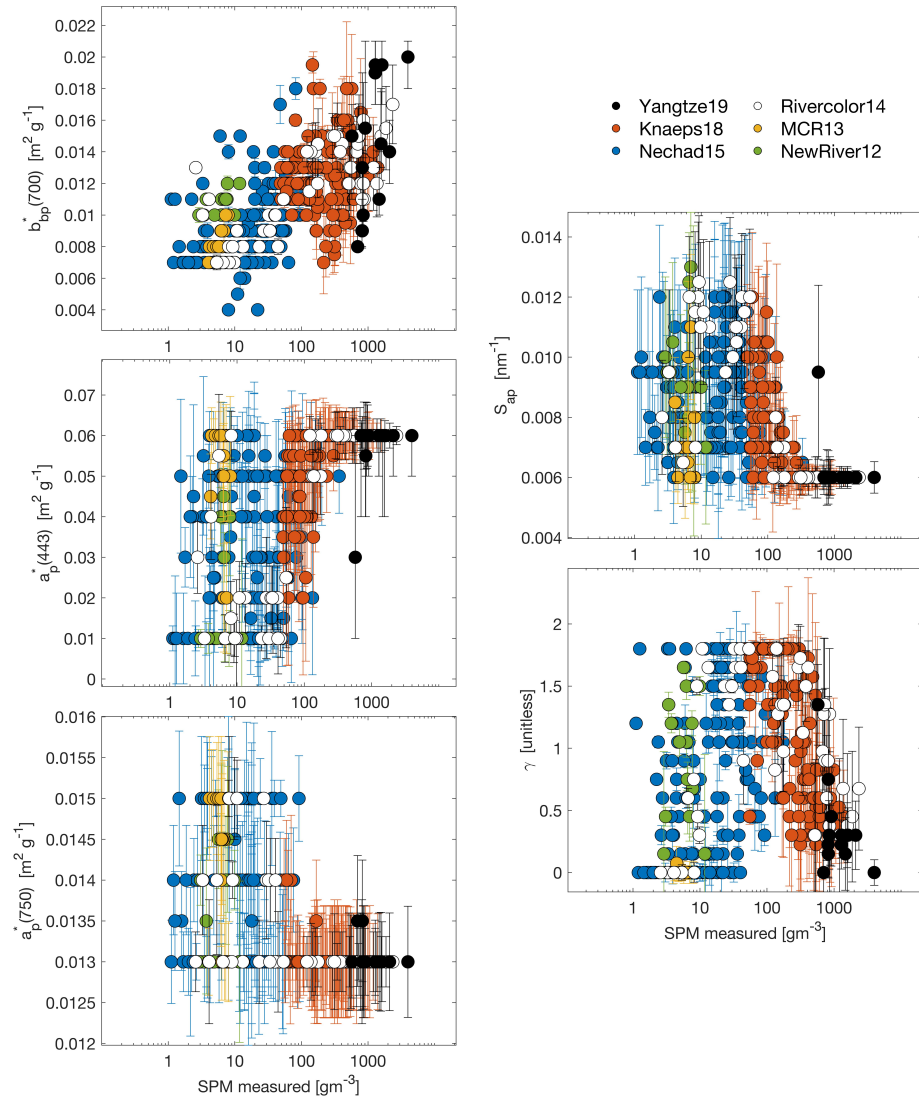 0.022
0.02
0.018
0.016
0.014
0.012
0.01
0.008
0.006
0.004
b*bp(700) [m² g⁻¹]
1 10 100 1000
0.07
0.06
0.05
0.04
0.03
0.02
0.01
0
a*p(443) [m² g⁻¹]
1 10 100 1000
0.016
0.0155
0.015
0.0145
0.014
0.0135
0.013
0.0125
0.012
a*p(750) [m² g⁻¹]
1 10 100 1000
SPM measured [gm⁻³]
Yangtze19 Rivercolor14
Knaeps18 MCR13
Nechad15 NewRiver12
0.014
0.012
0.010
0.008
0.006
0.004
Sap [nm⁻¹]
1 10 100 1000
2
1.5
1
0.5
0
γ [unitless]
1 10 100 1000
SPM measured [gm⁻³]